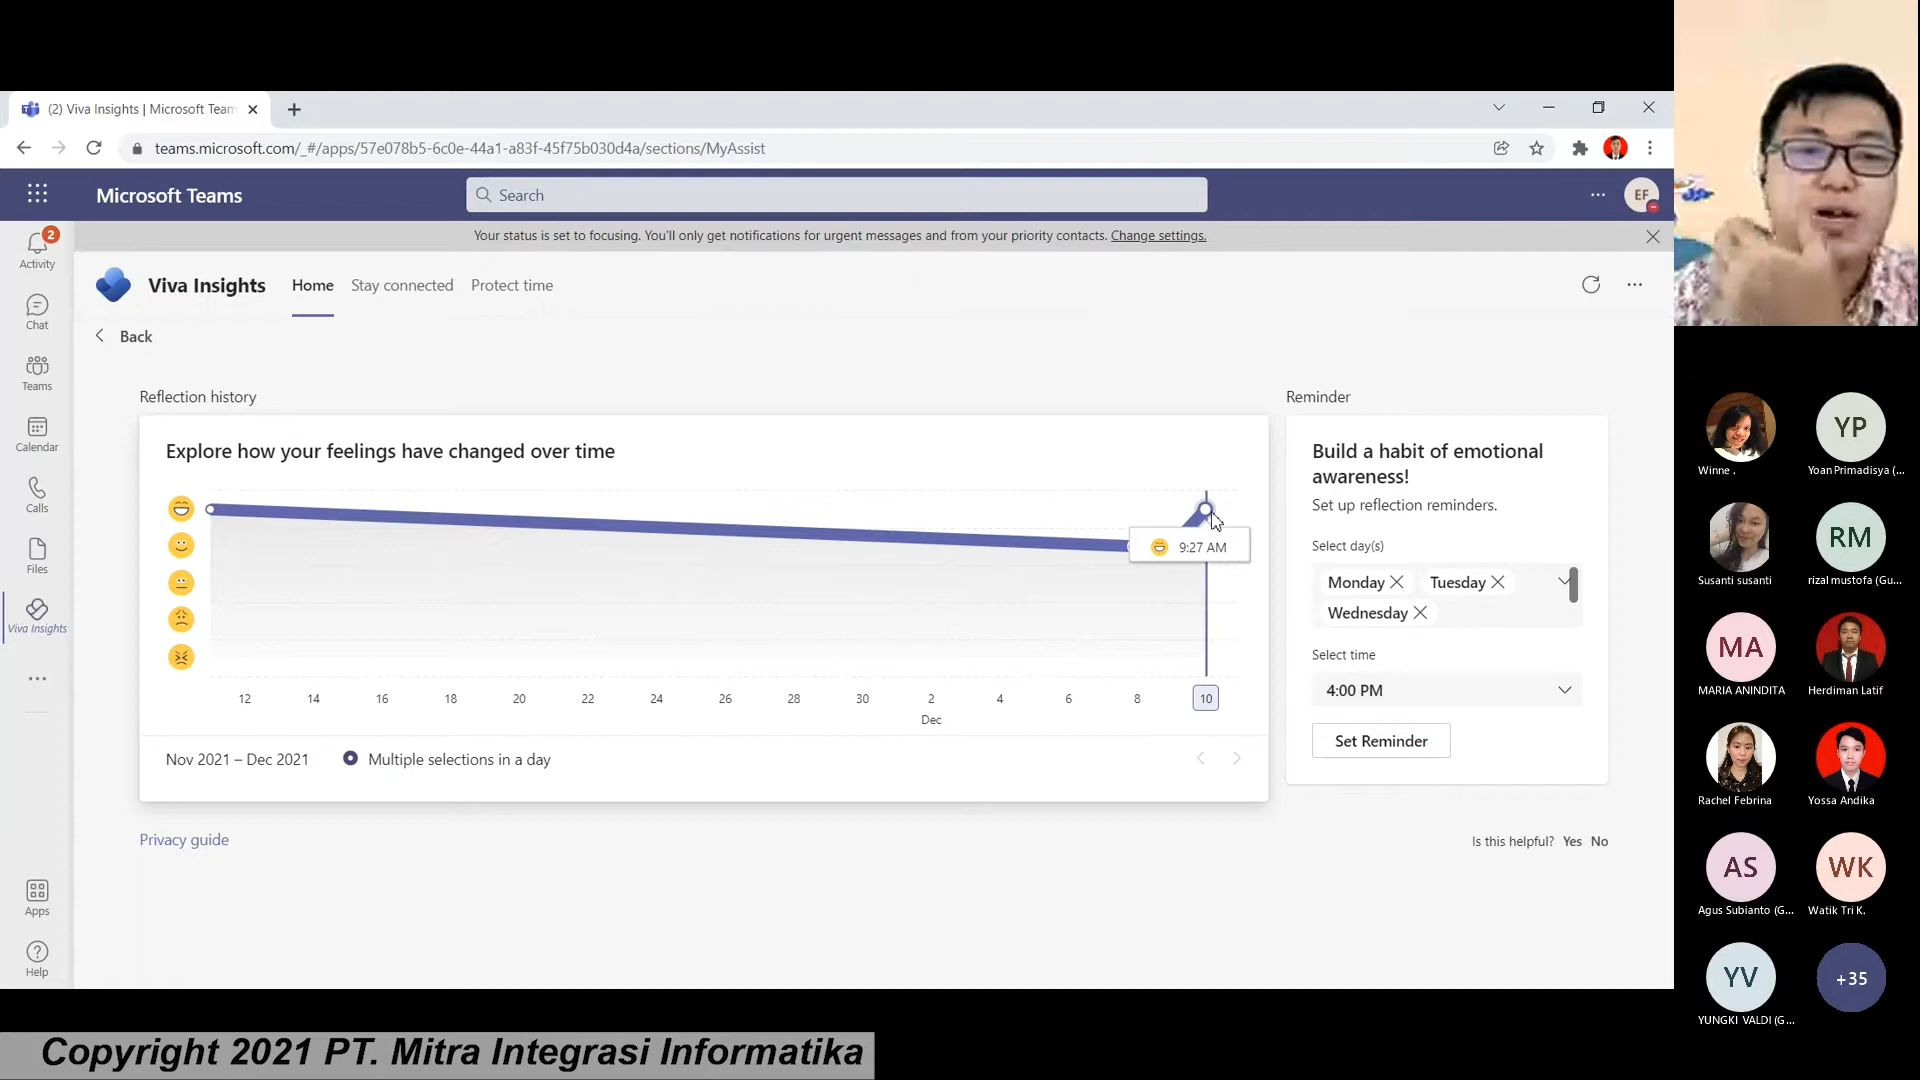 (2) Viva Insights | Microsoft Team
teams.microsoft.com/_#/apps/57e078b5-6c0e-44a1-a83f-45f75b030d4a/sections/MyAssist
Microsoft Teams
Search
EF
Your status is set to focusing. You'll only get notifications for urgent messages and from your priority contacts. Change settings.
2
Activity
Chat
Teams
Calendar
Calls
Files
Viva Insights
Apps
Help
Viva Insights
Home
Stay connected
Protect time
Back
Reflection history
Explore how your feelings have changed over time
9:27 AM
12 14 16 18 20 22 24 26 28 30 2 4 6 8 10
Dec
Nov 2021 – Dec 2021
Multiple selections in a day
Privacy guide
Reminder
Build a habit of emotional
awareness!
Set up reflection reminders.
Select day(s)
Monday
Tuesday
Wednesday
Select time
4:00 PM
Set Reminder
Is this helpful? Yes No
Winne .
YP
Yoan Primadisya (...
Susanti susanti
RM
rizal mustofa (Gu...
MA
MARIA ANINDITA
Herdiman Latif
Rachel Febrina
Yossa Andika
AS
Agus Subianto (G...
WK
Watik Tri K.
YV
YUNGKI VALDI (G...
+35
Copyright 2021 PT. Mitra Integrasi Informatika